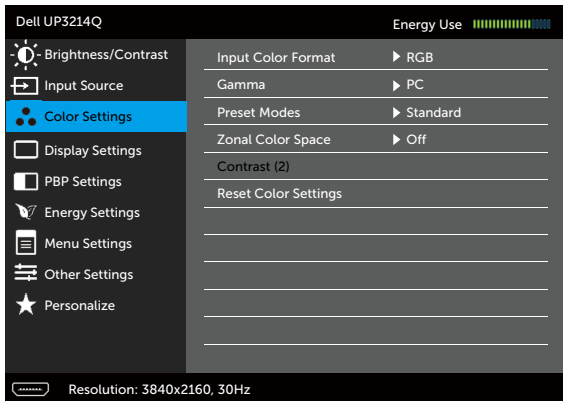 Dell UP3214Q
Energy Use
Brightness/Contrast
Input Source
Color Settings
Display Settings
PBP Settings
Energy Settings
Menu Settings
Other Settings
Personalize
Input Color Format RGB
Gamma PC
Preset Modes Standard
Zonal Color Space Off
Contrast (2)
Reset Color Settings
Resolution: 3840x2160, 30Hz